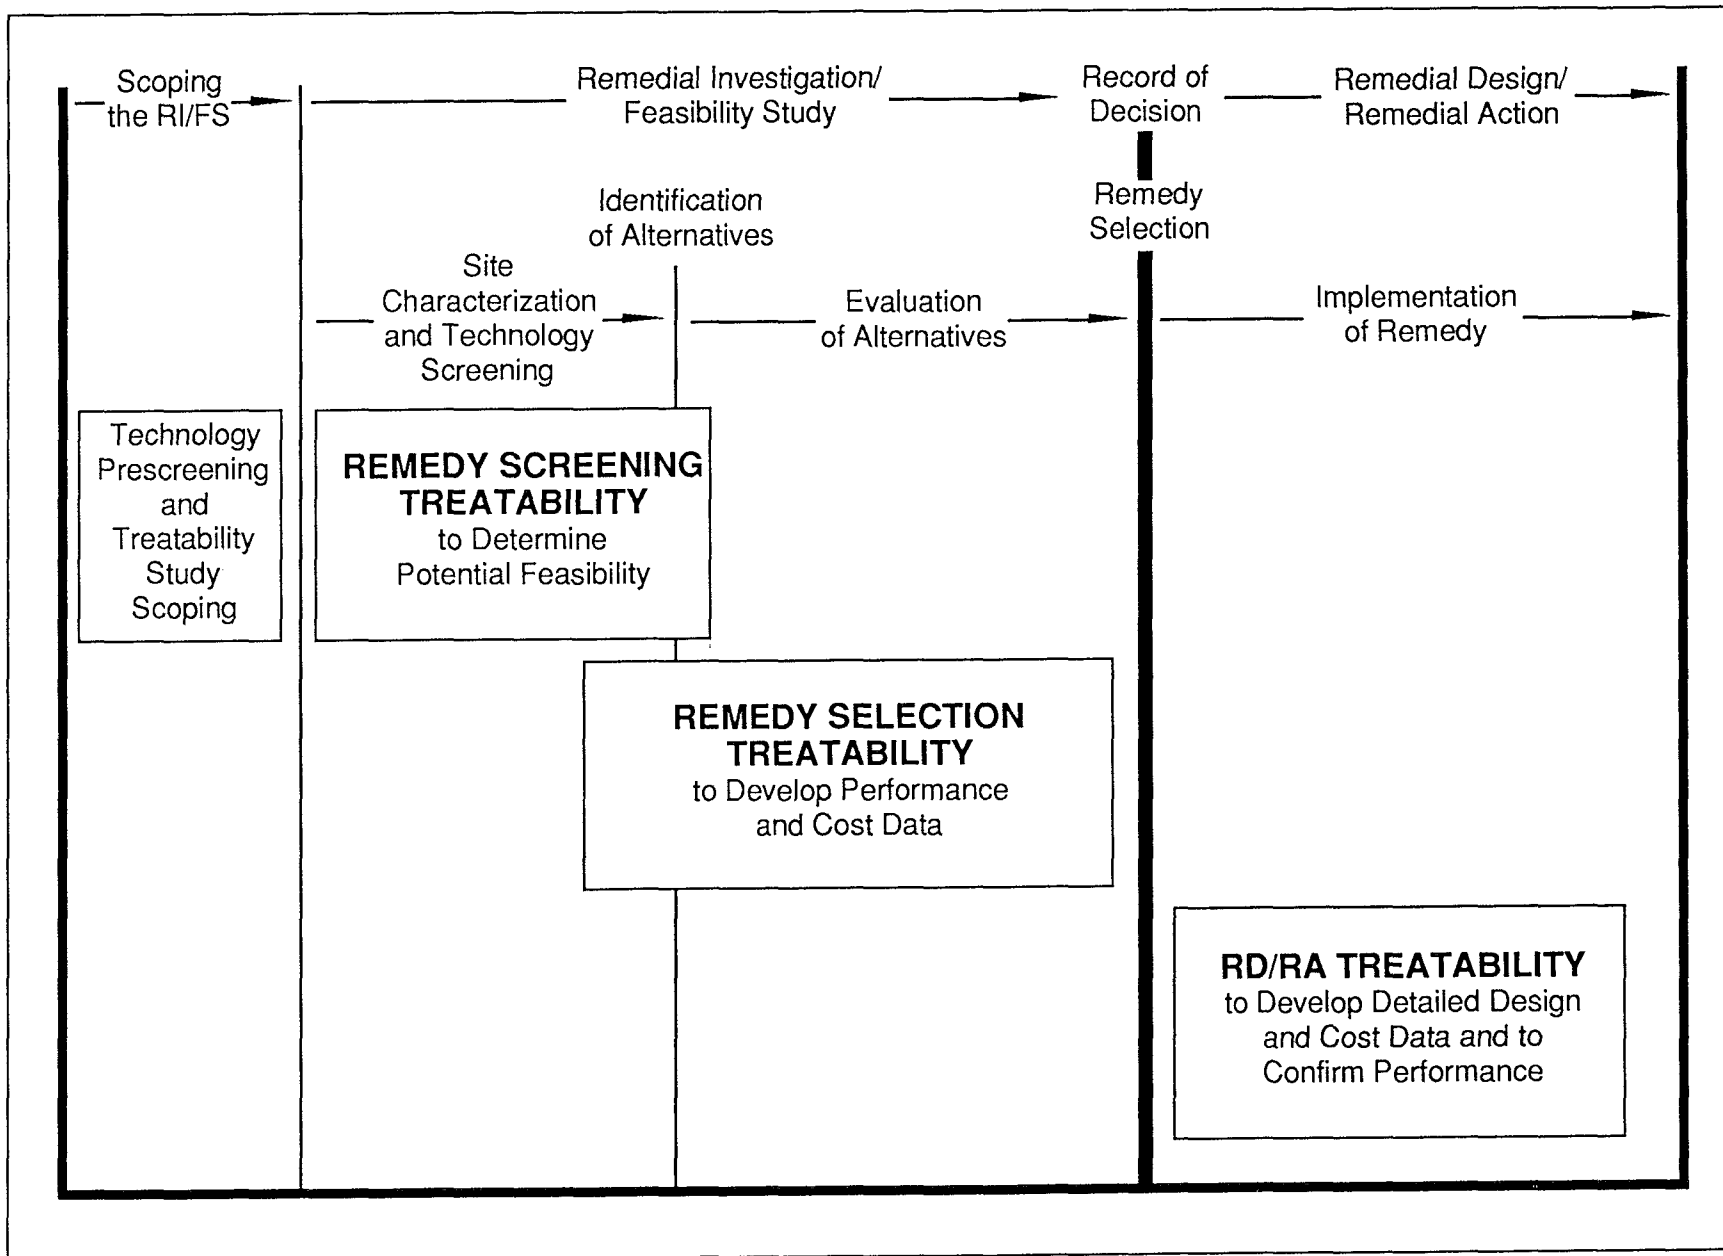 Scoping
the RI/FS
Remedial Investigation/
Feasibility Study
Record of
Decision
Remedial Design/
Remedial Action
Identification
of Alternatives
Remedy
Selection
Site
Characterization
and Technology
Screening
Evaluation
of Alternatives
Implementation
of Remedy
Technology
Prescreening
and
Treatability
Study
Scoping
REMEDY SCREENING
TREATABILITY
to Determine
Potential Feasibility
REMEDY SELECTION
TREATABILITY
to Develop Performance
and Cost Data
RD/RA TREATABILITY
to Develop Detailed Design
and Cost Data and to
Confirm Performance